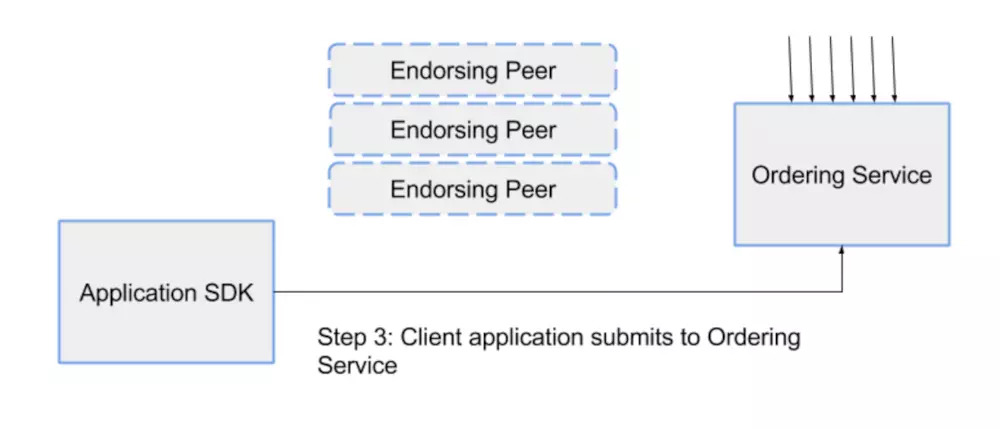 Endorsing Peer
Endorsing Peer
Endorsing Peer
Ordering Service
Application SDK
Step 3: Client application submits to Ordering
Service